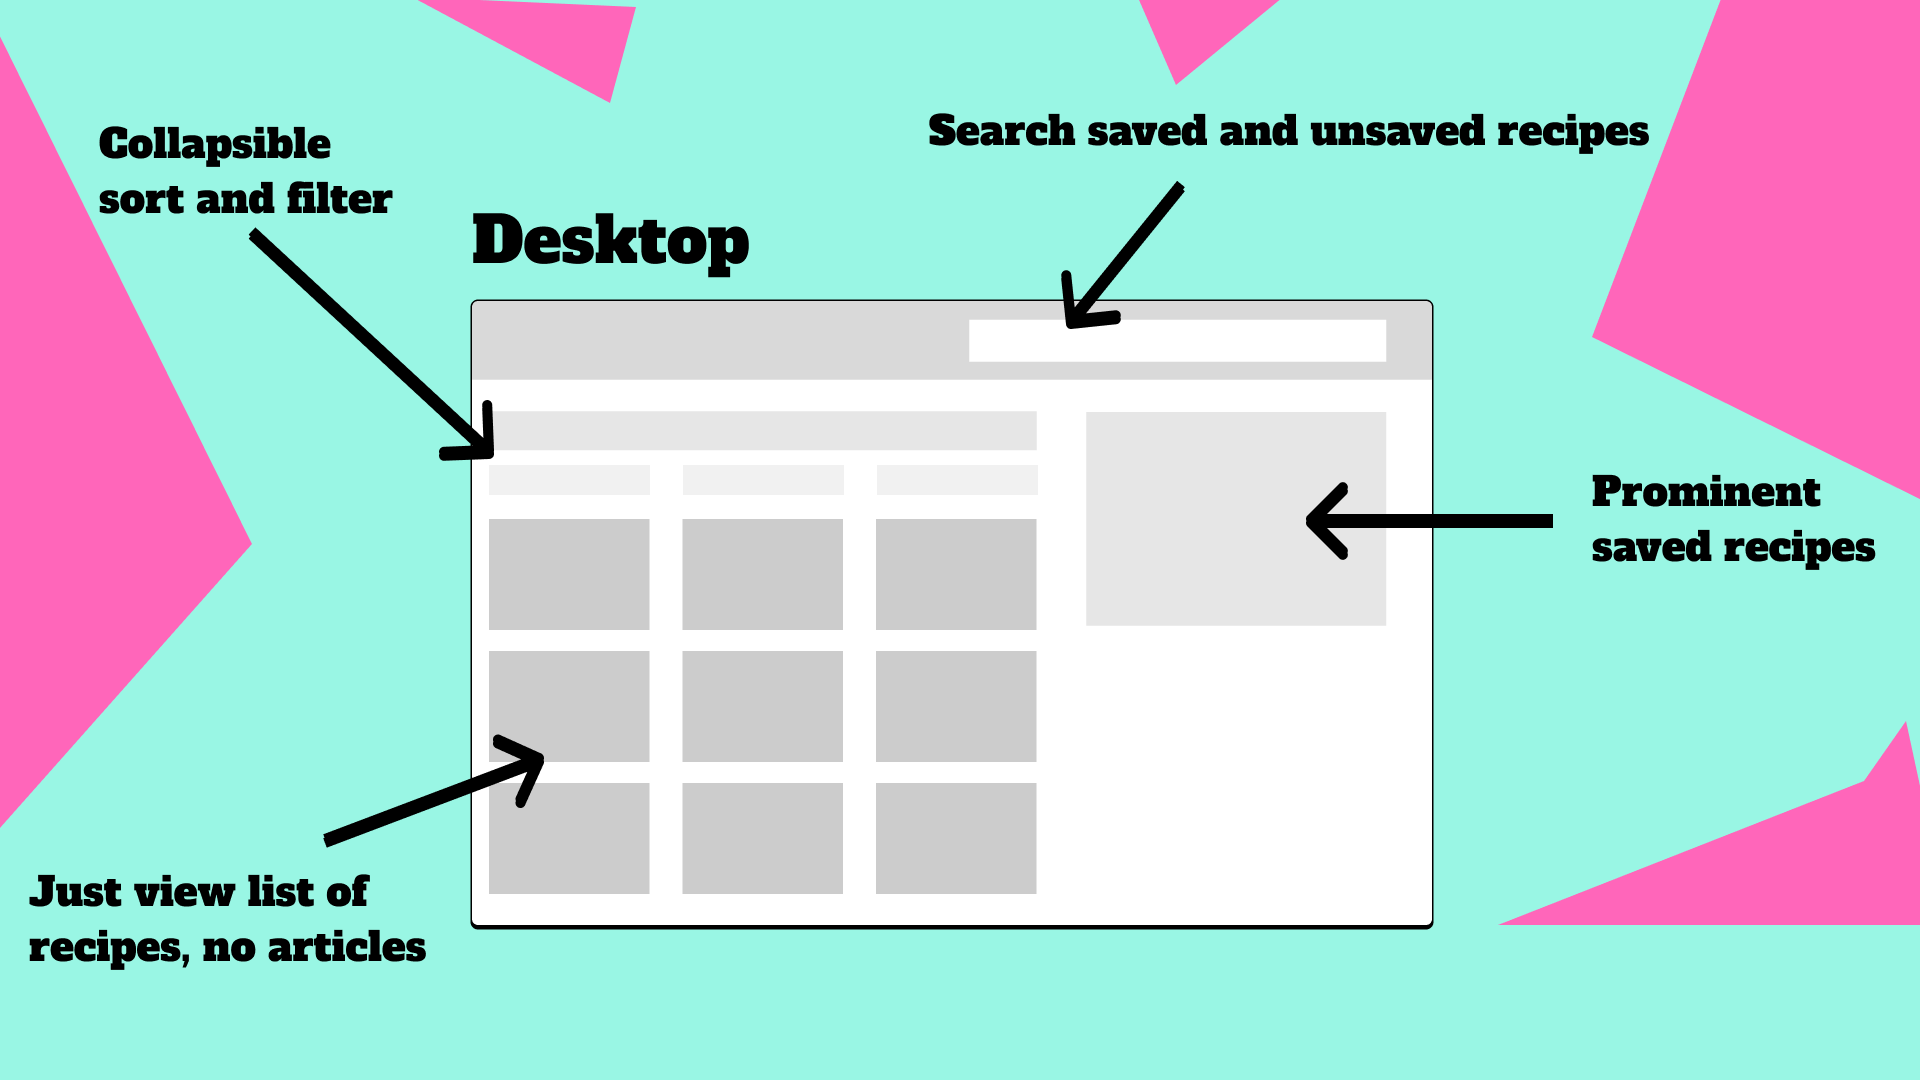 Collapsible
sort and filter
Search saved and unsaved recipes
Desktop
Prominent
saved recipes
Just view list of
recipes, no articles